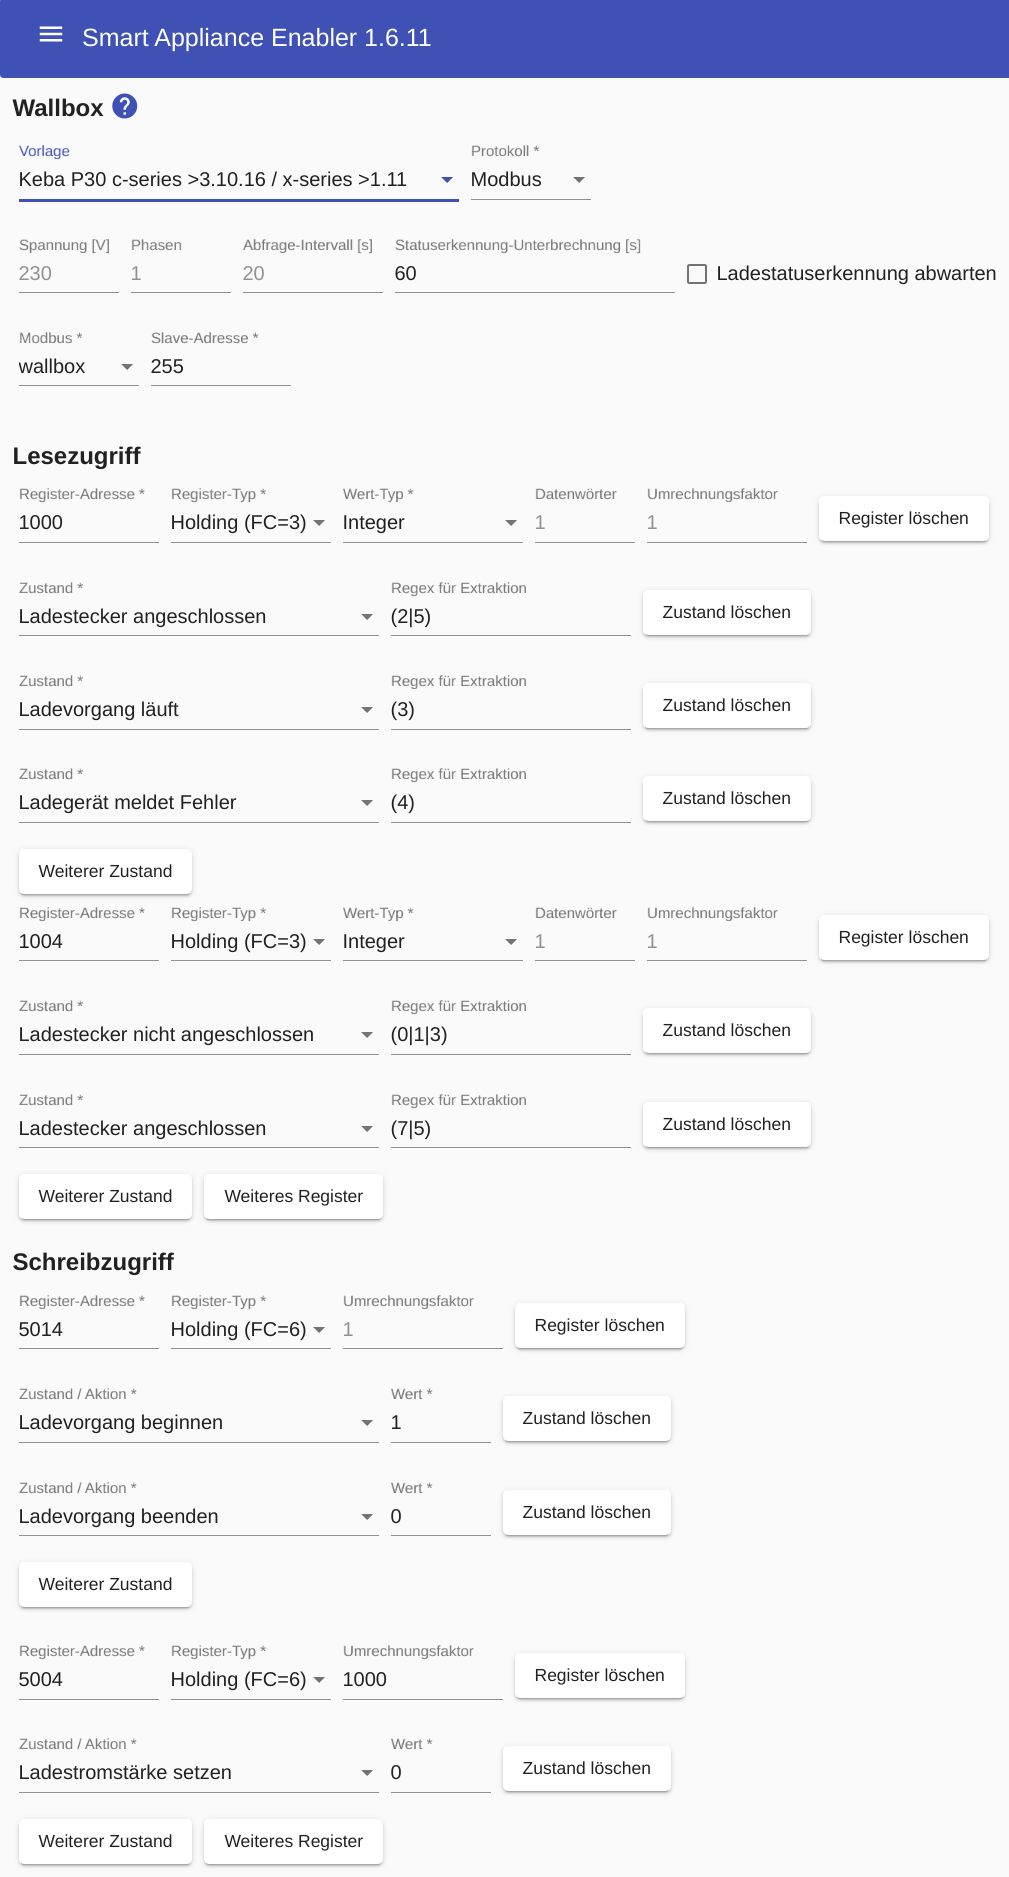 Smart Appliance Enabler 1.6.11
Wallbox ?
Vorlage Protokoll *
Keba P30 c-series >3.10.16 / x-series >1.11 Modbus
Spannung [V] Phasen Abfrage-Intervall [s] Statuserkennung-Unterbrechnung [s]
230 1 20 60 Ladestatuserkennung abwarten
Modbus * Slave-Adresse *
wallbox 255
Lesezugriff
Register-Adresse * Register-Typ * Wert-Typ * Datenwörter Umrechnungsfaktor
1000 Holding (FC=3) Integer 1 1 Register löschen
Zustand * Regex für Extraktion
Ladestecker angeschlossen (2|5) Zustand löschen
Zustand * Regex für Extraktion
Ladevorgang läuft (3) Zustand löschen
Zustand * Regex für Extraktion
Ladegerät meldet Fehler (4) Zustand löschen
Weiterer Zustand
Register-Adresse * Register-Typ * Wert-Typ * Datenwörter Umrechnungsfaktor
1004 Holding (FC=3) Integer 1 1 Register löschen
Zustand * Regex für Extraktion
Ladestecker nicht angeschlossen (0|1|3) Zustand löschen
Zustand * Regex für Extraktion
Ladestecker angeschlossen (7|5) Zustand löschen
Weiterer Zustand Weiteres Register
Schreibzugriff
Register-Adresse * Register-Typ * Umrechnungsfaktor
5014 Holding (FC=6) 1 Register löschen
Zustand / Aktion * Wert *
Ladevorgang beginnen 1 Zustand löschen
Zustand / Aktion * Wert *
Ladevorgang beenden 0 Zustand löschen
Weiterer Zustand
Register-Adresse * Register-Typ * Umrechnungsfaktor
5004 Holding (FC=6) 1000 Register löschen
Zustand / Aktion * Wert *
Ladestromstärke setzen 0 Zustand löschen
Weiterer Zustand Weiteres Register